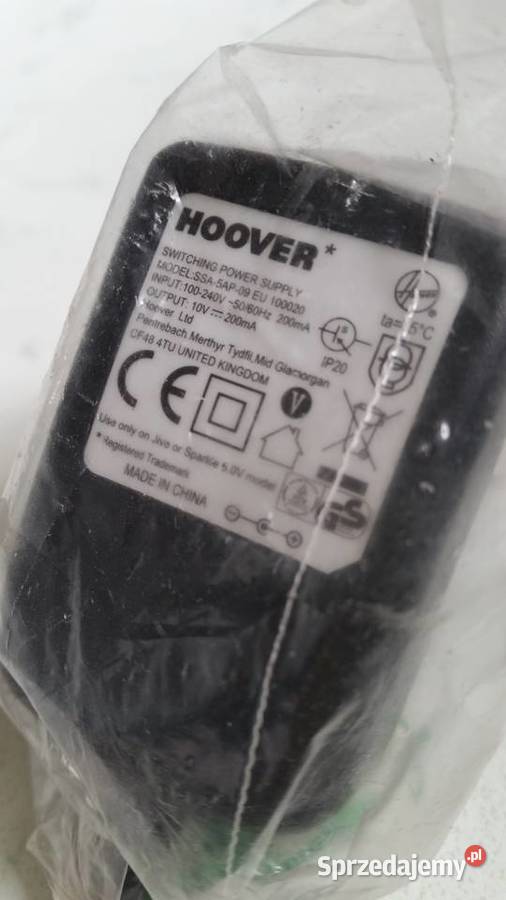 HOOVER*
SWITCHING POWER SUPPLY
MODEL:SSA-5AP-09 EU 100020
INPUT:100-240V ~50/60Hz 200mA
OUTPUT: 10V ⎓ 200mA
Hoover Ltd
Pentrebach, Merthyr Tydfil, Mid Glamorgan
CF48 4TU UNITED KINGDOM
ta= 5°C
IP20
CE
V
Use only on Jive or Sparkle 6.0V model
* Registered Trademark
MADE IN CHINA
GS
Sprzedajemy.pl